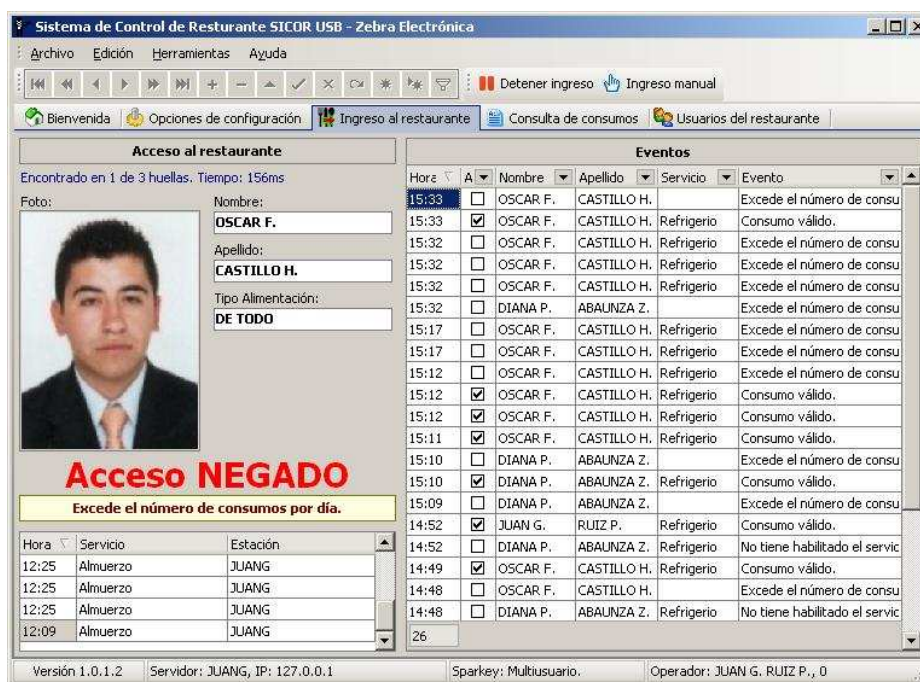 Sistema de Control de Resturante SICOR USB - Zebra Electrónica
Archivo Edición Herramientas Ayuda
Detener ingreso Ingreso manual
Bienvenida Opciones de configuración Ingreso al restaurante Consulta de consumos Usuarios del restaurante
Acceso al restaurante
Encontrado en 1 de 3 huellas. Tiempo: 156ms
Foto:
Nombre:
OSCAR F.
Apellido:
CASTILLO H.
Tipo Alimentación:
DE TODO
Acceso NEGADO
Excede el número de consumos por día.
Hora Servicio Estación
12:25 Almuerzo JUANG
12:25 Almuerzo JUANG
12:25 Almuerzo JUANG
12:09 Almuerzo JUANG
Eventos
Hora A Nombre Apellido Servicio Evento
15:33 OSCAR F. CASTILLO H. Excede el número de consu
15:33 OSCAR F. CASTILLO H. Refrigerio Consumo válido.
15:32 OSCAR F. CASTILLO H. Refrigerio Excede el número de consu
15:32 OSCAR F. CASTILLO H. Refrigerio Excede el número de consu
15:32 OSCAR F. CASTILLO H. Refrigerio Excede el número de consu
15:32 DIANA P. ABAUNZA Z. Excede el número de consu
15:17 OSCAR F. CASTILLO H. Refrigerio Excede el número de consu
15:17 OSCAR F. CASTILLO H. Refrigerio Excede el número de consu
15:12 OSCAR F. CASTILLO H. Refrigerio Excede el número de consu
15:12 OSCAR F. CASTILLO H. Refrigerio Consumo válido.
15:12 OSCAR F. CASTILLO H. Refrigerio Consumo válido.
15:11 OSCAR F. CASTILLO H. Refrigerio Consumo válido.
15:10 DIANA P. ABAUNZA Z. Excede el número de consu
15:10 DIANA P. ABAUNZA Z. Refrigerio Consumo válido.
15:09 DIANA P. ABAUNZA Z. Excede el número de consu
14:52 JUAN G. RUIZ P. Refrigerio Consumo válido.
14:52 DIANA P. ABAUNZA Z. Refrigerio No tiene habilitado el servic
14:49 OSCAR F. CASTILLO H. Refrigerio Consumo válido.
14:48 OSCAR F. CASTILLO H. Excede el número de consu
14:48 DIANA P. ABAUNZA Z. Refrigerio No tiene habilitado el servic
26
Versión 1.0.1.2 Servidor: JUANG, IP: 127.0.0.1 Sparkey: Multiusuario. Operador: JUAN G. RUIZ P., 0